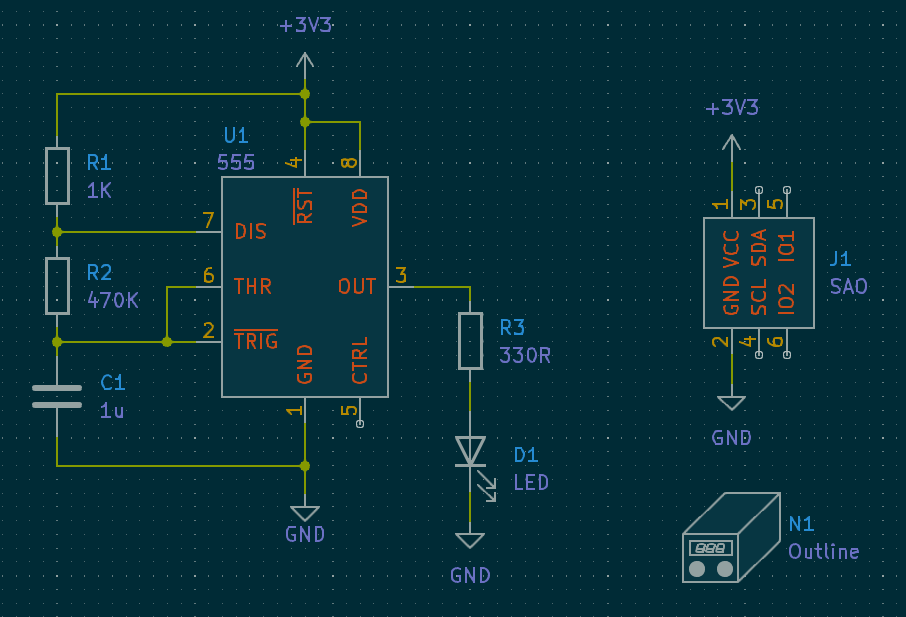 +3V3
+3V3
U1
555
4
8
R1
1K
RST
VDD
1
3
5
7
DIS
VCC
SDA
IO1
J1
SAO
R2
470K
6
THR
OUT
3
GND
SCL
IO2
2
TRIG
R3
330R
2
4
6
GND
CTRL
C1
1u
1
5
GND
D1
LED
GND
N1
Outline
888
GND